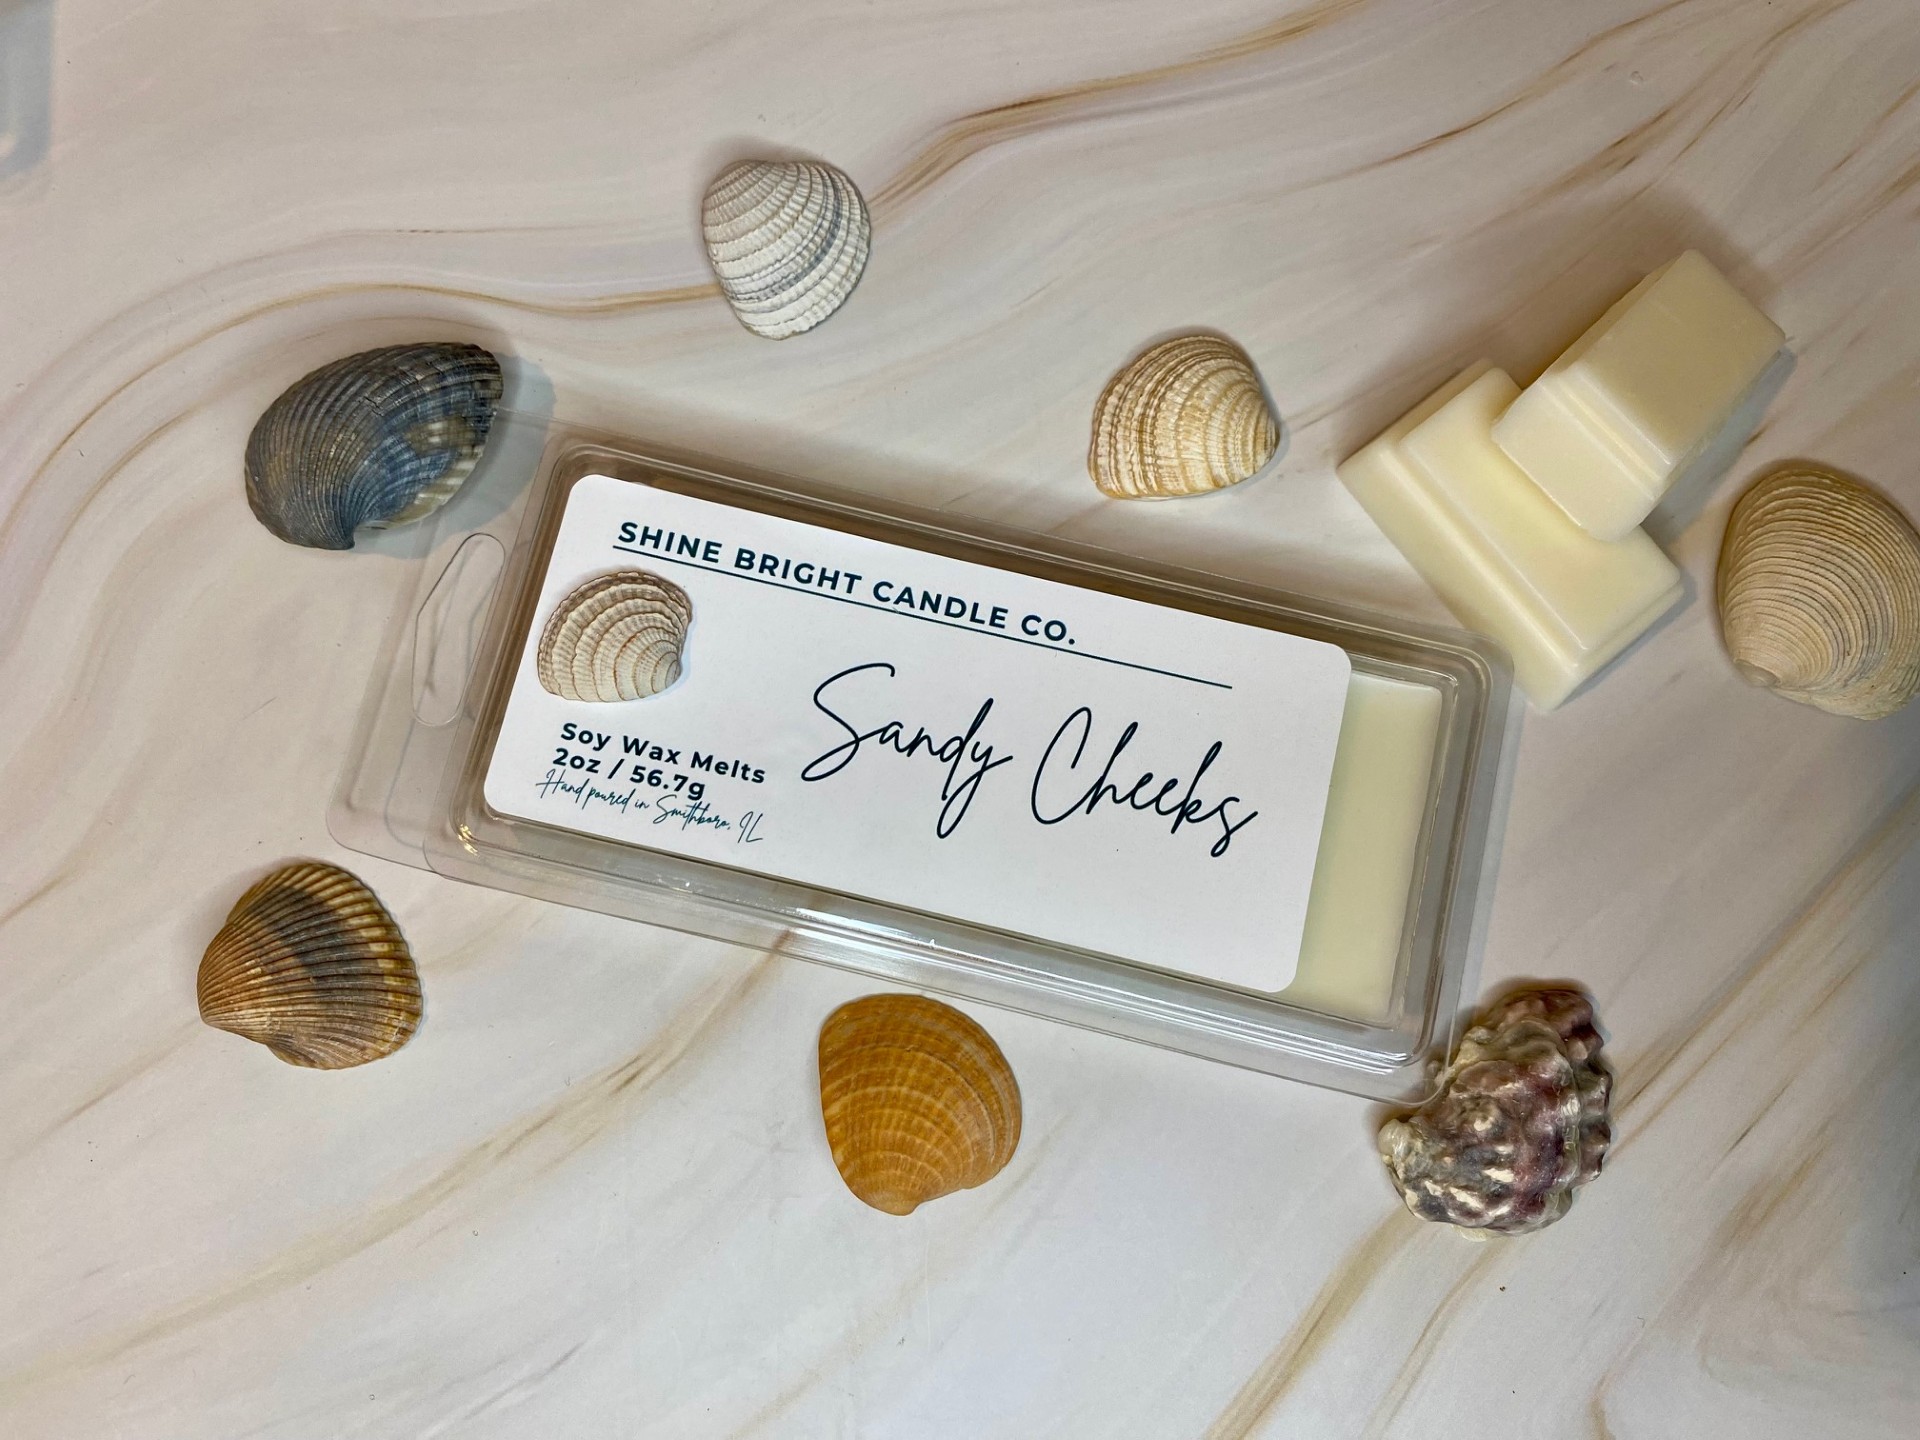 SHINE BRIGHT CANDLE CO.
Sandy Cheeks
Soy Wax Melts
2oz / 56.7g
Hand poured in Smithboro, IL